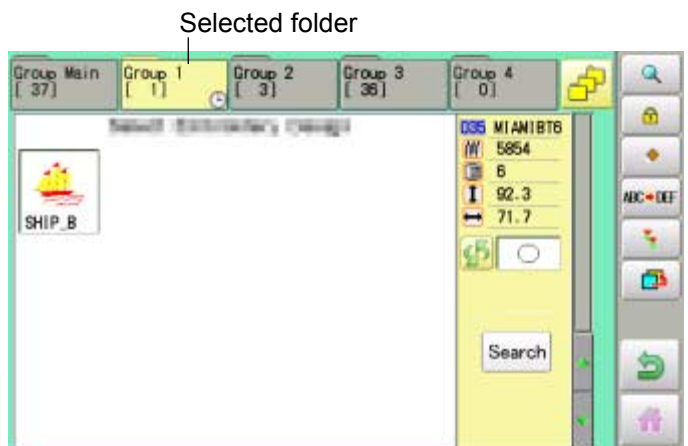 Selected folder
Group Main
[ 37]
Group 1
[ 1]
Group 2
[ 3]
Group 3
[ 36]
Group 4
[ 0]
SHIP_B
035 MIAMIBT6
5854
6
92.3
71.7
Search
ABC DEF